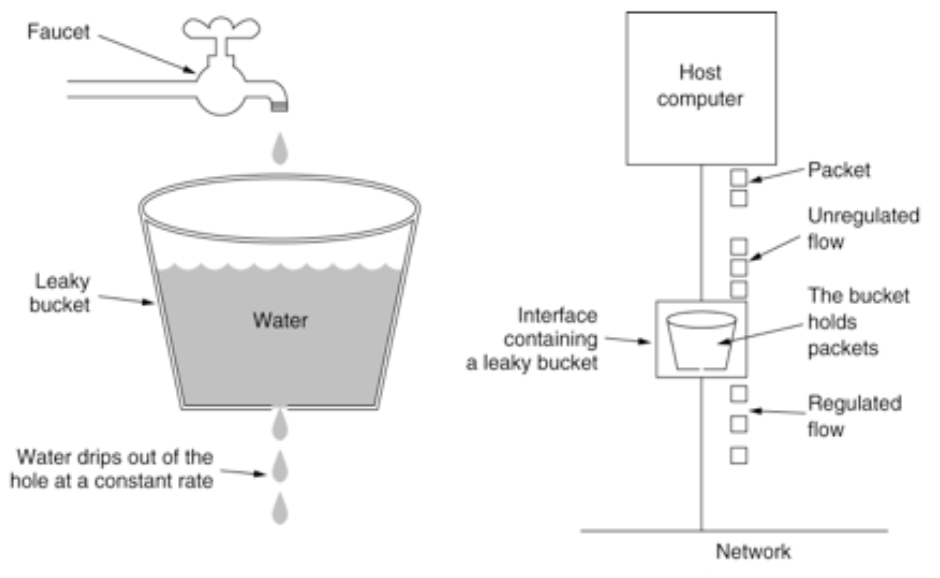 Faucet
Leaky
bucket
Water
Water drips out of the
hole at a constant rate
Host
computer
Packet
Unregulated
flow
Interface
containing
a leaky bucket
The bucket
holds
packets
Regulated
flow
Network